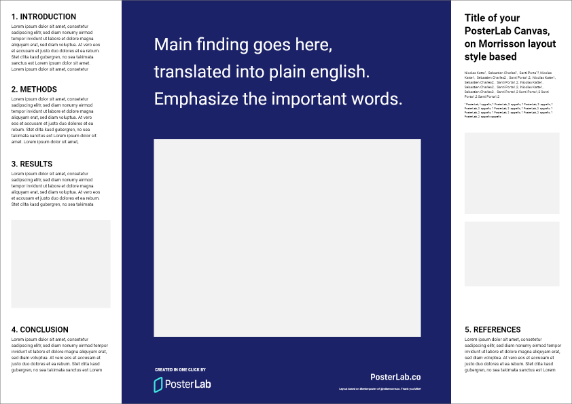 1. INTRODUCTION
Lorem ipsum dolor sit amet, consetetur
sadipscing elitr, sed diam nonumy eirmod
tempor invidunt ut labore et dolore magna
aliquyam erat, sed diam voluptua. At vero eos
et accusam et justo duo dolores et ea rebum.
Stet clita kasd gubergren, no sea takimata
sanctus est Lorem ipsum dolor sit amet.
Lorem ipsum dolor sit amet, consetetur
2. METHODS
Lorem ipsum dolor sit amet, consetetur
sadipscing elitr, sed diam nonumy eirmod
tempor invidunt ut labore et dolore magna
aliquyam erat, sed diam voluptua. At vero
eos et accusam et justo duo dolores et ea
rebum. Stet clita kasd gubergren, no sea
takimata sanctus est Lorem ipsum dolor sit
amet. Lorem ipsum dolor sit amet
3. RESULTS
Lorem ipsum dolor sit amet, consetetur
sadipscing elitr, sed diam nonumy eirmod
tempor invidunt ut labore et dolore magna
aliquyam erat, sed diam voluptua. At vero
eos et accusam et justo duo dolores et ea
rebum. Stet clita kasd gubergren, no sea takimata
4. CONCLUSION
Lorem ipsum dolor sit amet, consetetur
sadipscing elitr, sed diam nonumy eirmod tempor
invidunt ut labore et dolore magna aliquyam erat,
sed diam voluptua. At vero eos et accusam et
justo duo dolores et ea rebum. Stet clita kasd
gubergren, no sea takimata sanctus est Lorem
Main finding goes here,
translated into plain english.
Emphasize the important words.
CREATED IN ONE CLICK BY
PosterLab
PosterLab.co
Title of your
PosterLab Canvas,
on Morrisson layout
style based
5. REFERENCES
Lorem ipsum dolor sit amet, consetetur
sadipscing elitr, sed diam nonumy eirmod tempor
invidunt ut labore et dolore magna aliquyam erat,
sed diam voluptua. At vero eos et accusam et
justo duo dolores et ea rebum. Stet clita kasd
gubergren, no sea takimata